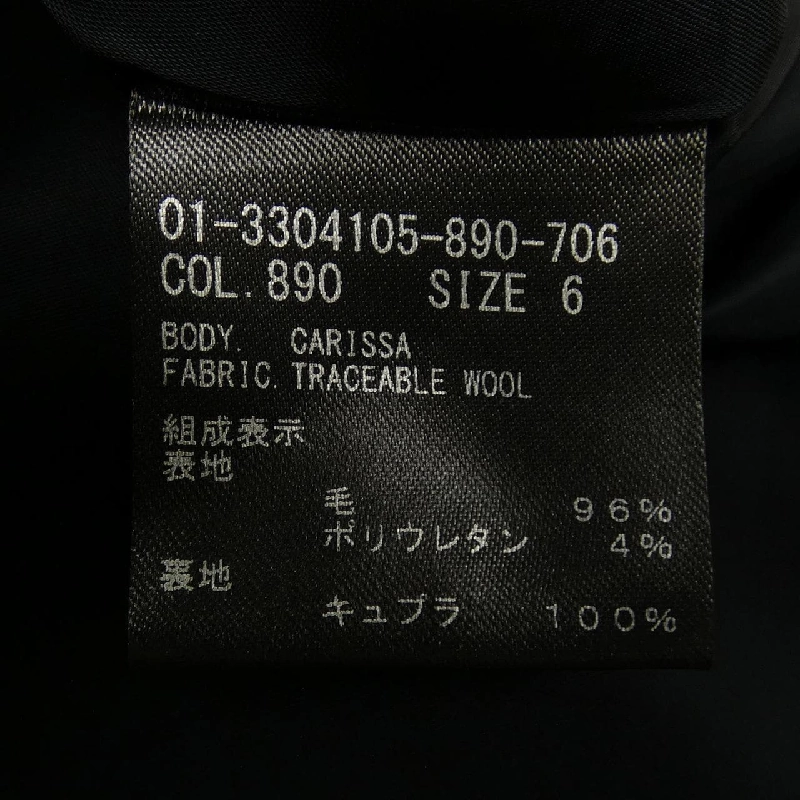 01-3304105-890-706
COL. 890 SIZE 6
BODY. CARISSA
FABRIC. TRACEABLE WOOL
組成表示
表地
毛 96%
ポリウレタン 4%
裏地
キュプラ 100%